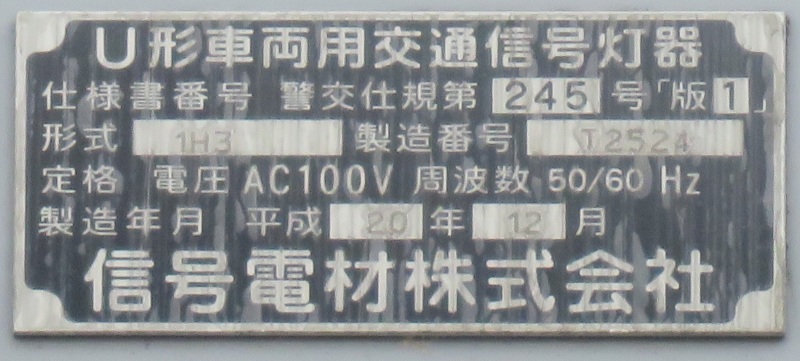 U形車両用交通信号灯器
仕様書番号 警交仕規第 245 号「版1」
形式 1H3 製造番号 T2524
定格 電圧 AC100V 周波数 50/60 Hz
製造年月 平成 20 年 12 月
信号電材株式会社